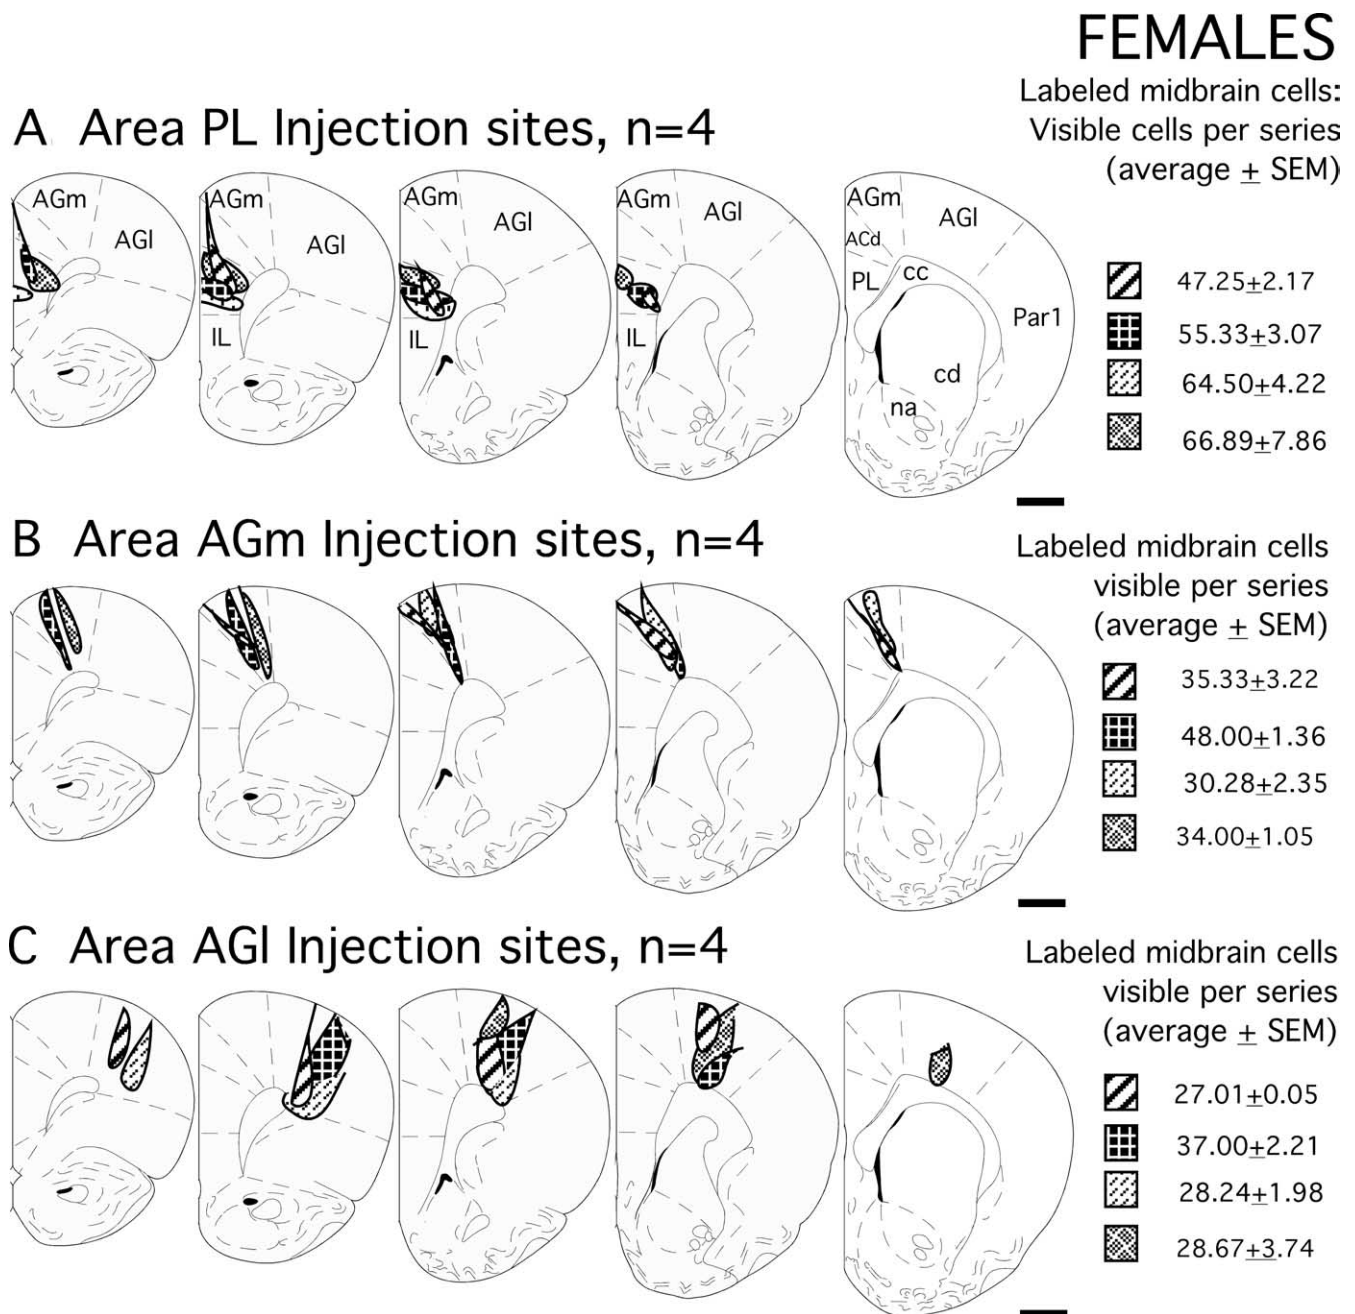 FEMALES
Labeled midbrain cells:
Visible cells per series
(average ± SEM)
A Area PL Injection sites, n=4
AGm
AGl
AGm
AGl
IL
AGm
AGl
IL
AGm
AGl
IL
AGm
AGl
ACd
PL
cc
Par1
cd
na
47.25±2.17
55.33±3.07
64.50±4.22
66.89±7.86
B Area AGm Injection sites, n=4
Labeled midbrain cells
visible per series
(average ± SEM)
35.33±3.22
48.00±1.36
30.28±2.35
34.00±1.05
C Area AGl Injection sites, n=4
Labeled midbrain cells
visible per series
(average ± SEM)
27.01±0.05
37.00±2.21
28.24±1.98
28.67±3.74